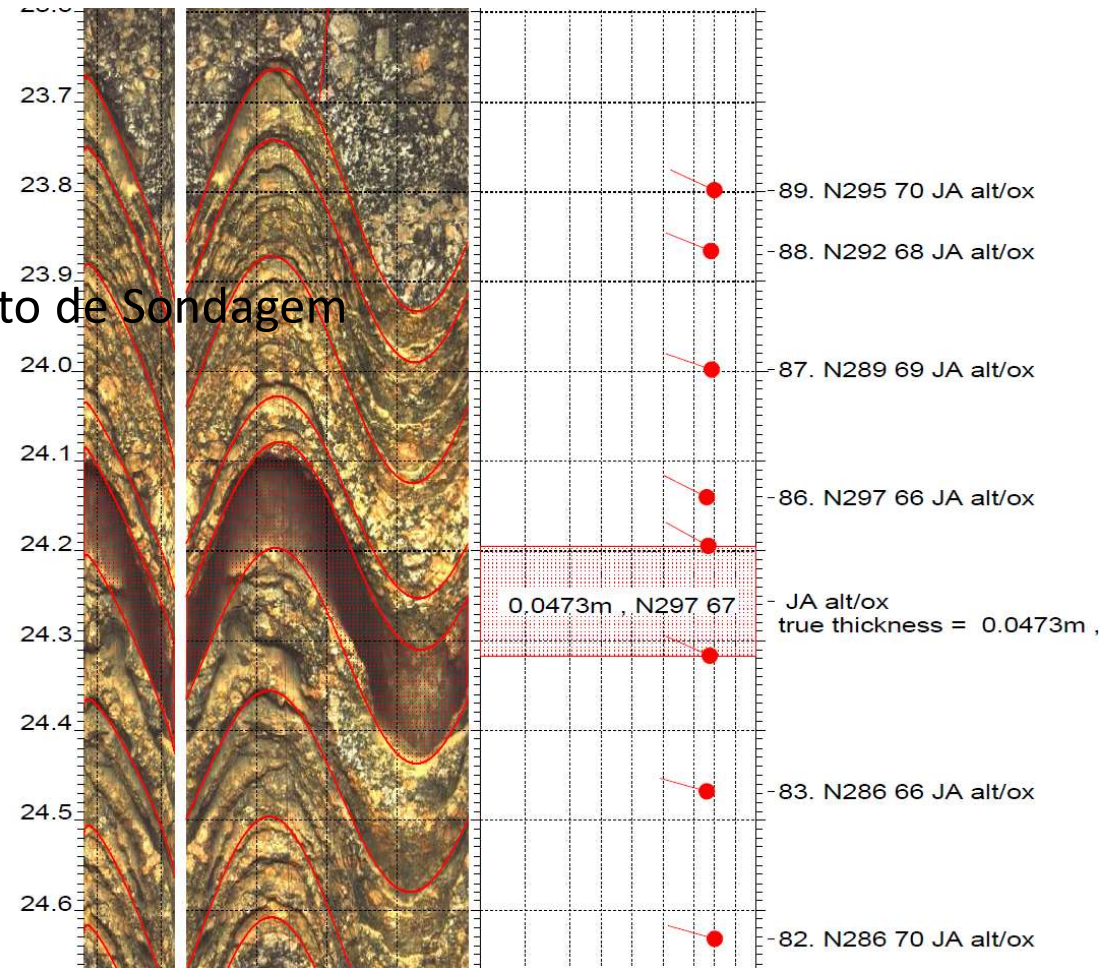 23.7
23.8
89. N295 70 JA alt/ox
88. N292 68 JA alt/ox
23.9
to de Sondagem
24.0
87. N289 69 JA alt/ox
24.1
86. N297 66 JA alt/ox
24.2
0.0473m , N297 67
JA alt/ox
true thickness = 0.0473m ,
24.3
24.4
83. N286 66 JA alt/ox
24.5
24.6
82. N286 70 JA alt/ox